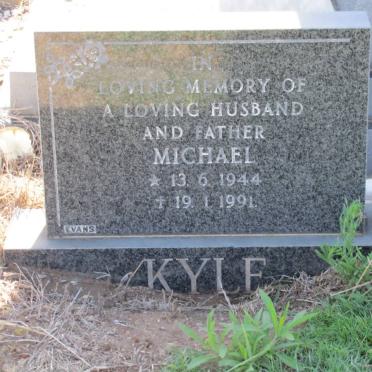 IN
LOVING MEMORY OF
A LOVING HUSBAND
AND FATHER
MICHAEL
* 13.6.1944
† 19.1.1991
EVANS
KYLE